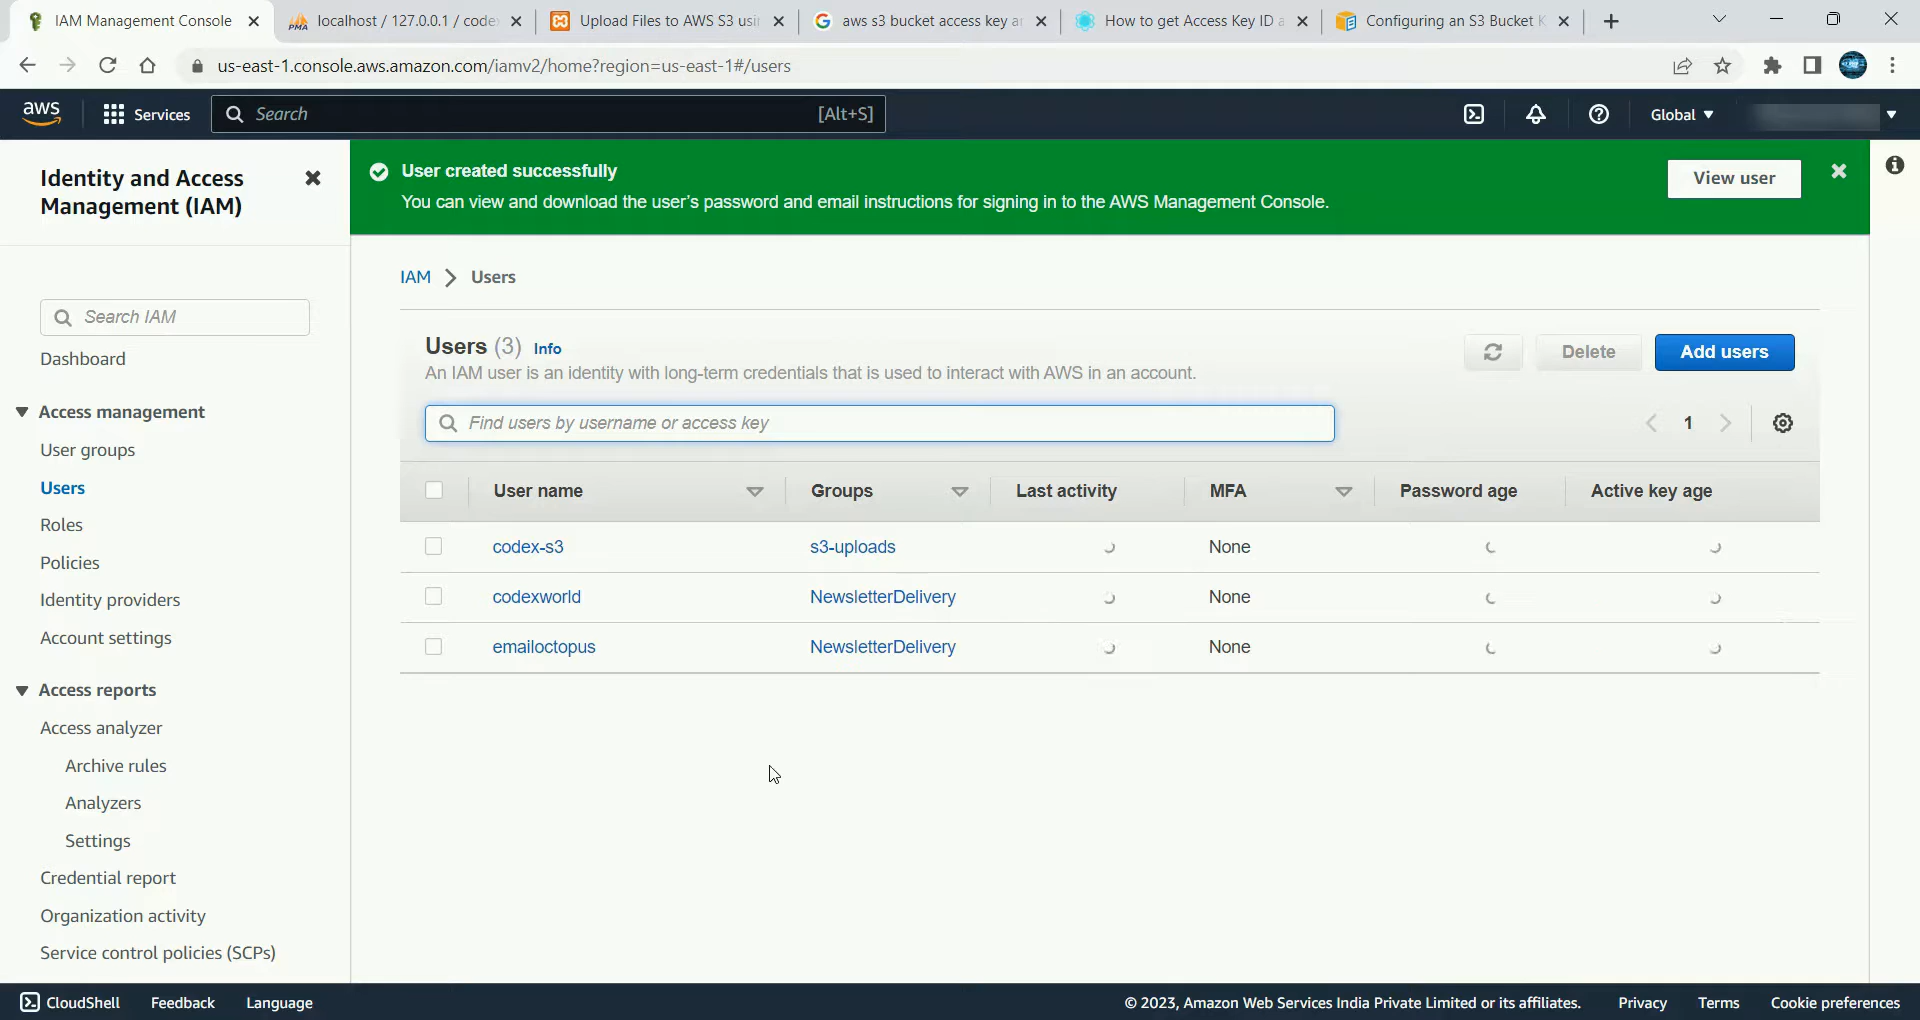 IAM Management Console
localhost / 127.0.0.1 / code
Upload Files to AWS S3 usi
aws s3 bucket access key a
How to get Access Key ID a
Configuring an S3 Bucket K
us-east-1.console.aws.amazon.com/iamv2/home?region=us-east-1#/users
aws
Services
Search
[Alt+S]
Global
Identity and Access
Management (IAM)
Search IAM
Dashboard
Access management
User groups
Users
Roles
Policies
Identity providers
Account settings
Access reports
Access analyzer
Archive rules
Analyzers
Settings
Credential report
Organization activity
Service control policies (SCPs)
User created successfully
You can view and download the user's password and email instructions for signing in to the AWS Management Console.
View user
IAM > Users
Users (3) Info
An IAM user is an identity with long-term credentials that is used to interact with AWS in an account.
Delete
Add users
Find users by username or access key
1
User name Groups Last activity MFA Password age Active key age
codex-s3 s3-uploads None
codexworld NewsletterDelivery None
emailoctopus NewsletterDelivery None
CloudShell Feedback Language
© 2023, Amazon Web Services India Private Limited or its affiliates. Privacy Terms Cookie preferences